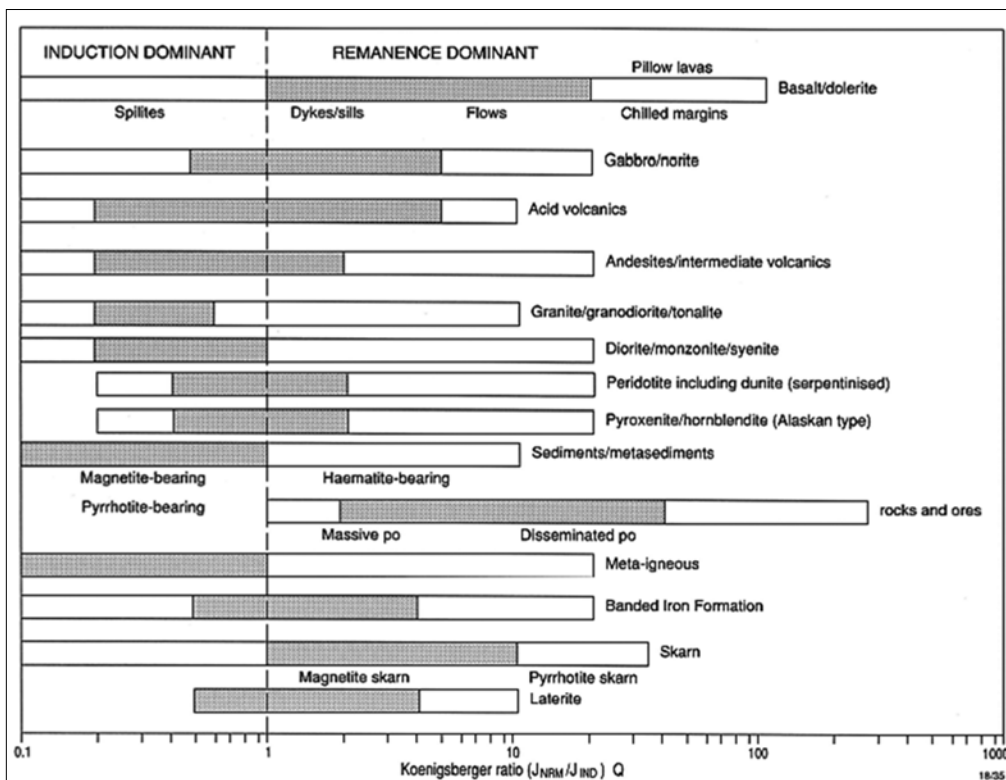 INDUCTION DOMINANT REMANENCE DOMINANT
Pillow lavas
Basalt/dolerite
Spilites Dykes/sills Flows Chilled margins
Gabbro/norite
Acid volcanics
Andesites/intermediate volcanics
Granite/granodiorite/tonalite
Diorite/monzonite/syenite
Peridotite including dunite (serpentinised)
Pyroxenite/hornblendite (Alaskan type)
Sediments/metasediments
Magnetite-bearing Haematite-bearing
Pyrrhotite-bearing rocks and ores
Massive po Disseminated po
Meta-igneous
Banded Iron Formation
Skarn
Magnetite skarn Pyrrhotite skarn
Laterite
0.1 1 10 100 1000
Koenigsberger ratio (JNRM/JIND) Q